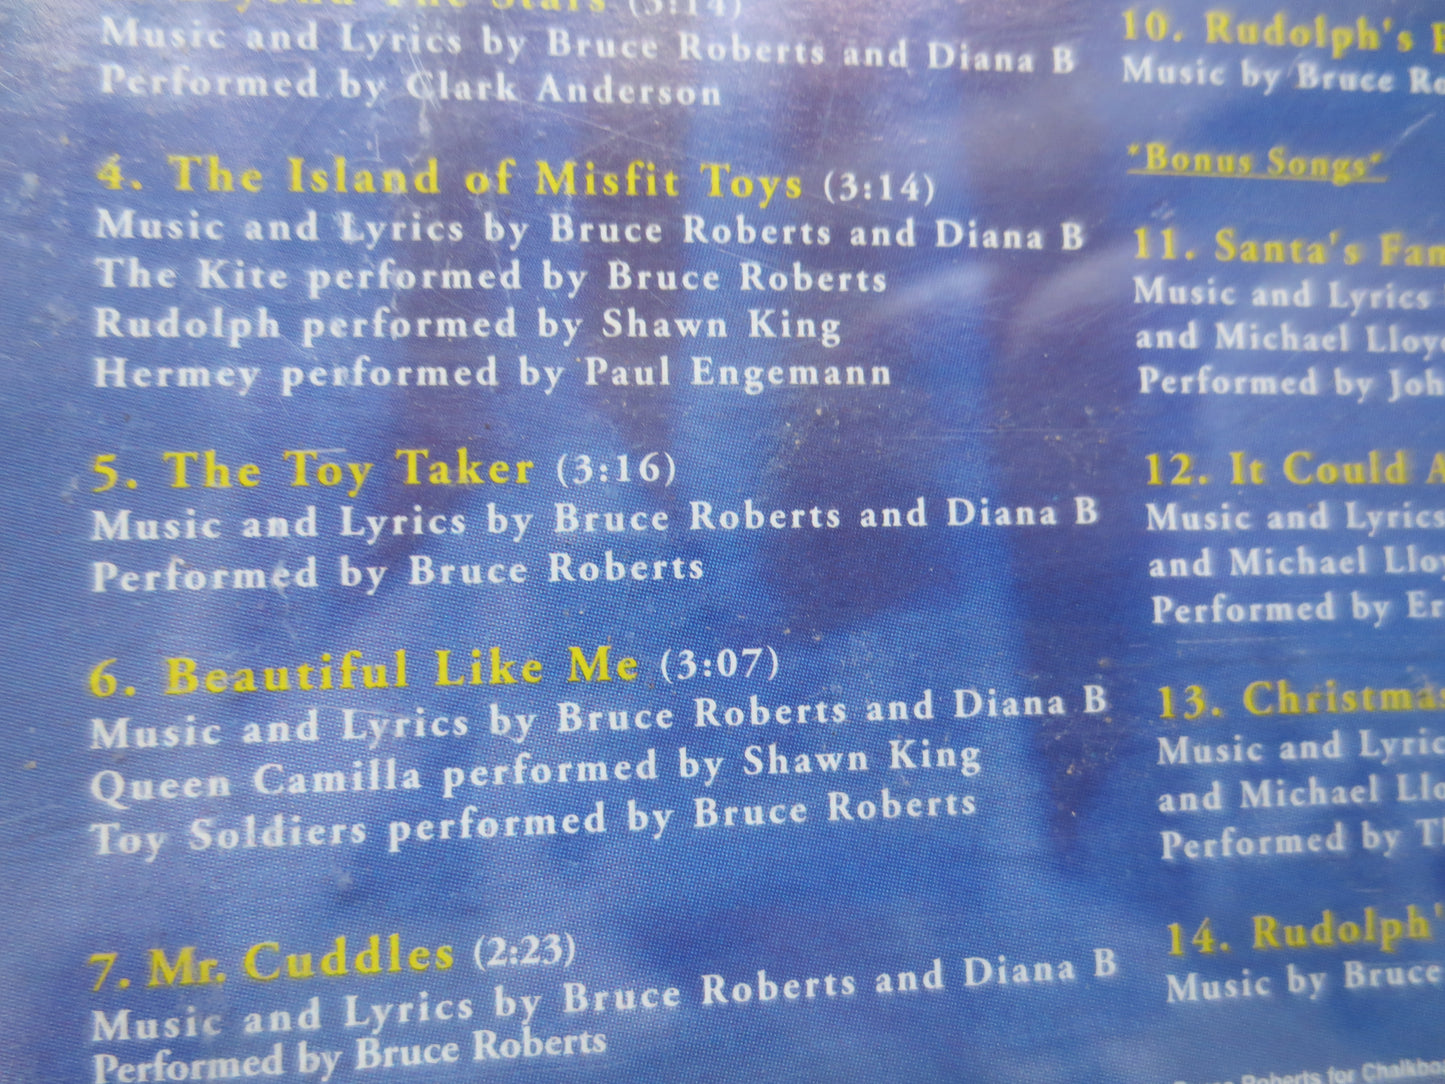 The Stars (3:14)
Music and Lyrics by Bruce Roberts and Diana B
Performed by Clark Anderson
4. The Island of Misfit Toys (3:14)
Music and Lyrics by Bruce Roberts and Diana B
The Kite performed by Bruce Roberts
Rudolph performed by Shawn King
Hermey performed by Paul Engemann
5. The Toy Taker (3:16)
Music and Lyrics by Bruce Roberts and Diana B
Performed by Bruce Roberts
6. Beautiful Like Me (3:07)
Music and Lyrics by Bruce Roberts and Diana B
Queen Camilla performed by Shawn King
Toy Soldiers performed by Bruce Roberts
7. Mr. Cuddles (2:23)
Music and Lyrics by Bruce Roberts and Diana B
Performed by Bruce Roberts
10. Rudolph's
Music by Bruce
*Bonus Songs*
11. Santa's
Music and Lyrics
and Michael
Performed by
12. It Could
Music and Lyrics
and Michael
Performed by
13. Christmas
Music and
and Michael
Performed by
14. Rudolph'
Music by Bruce
Roberts for